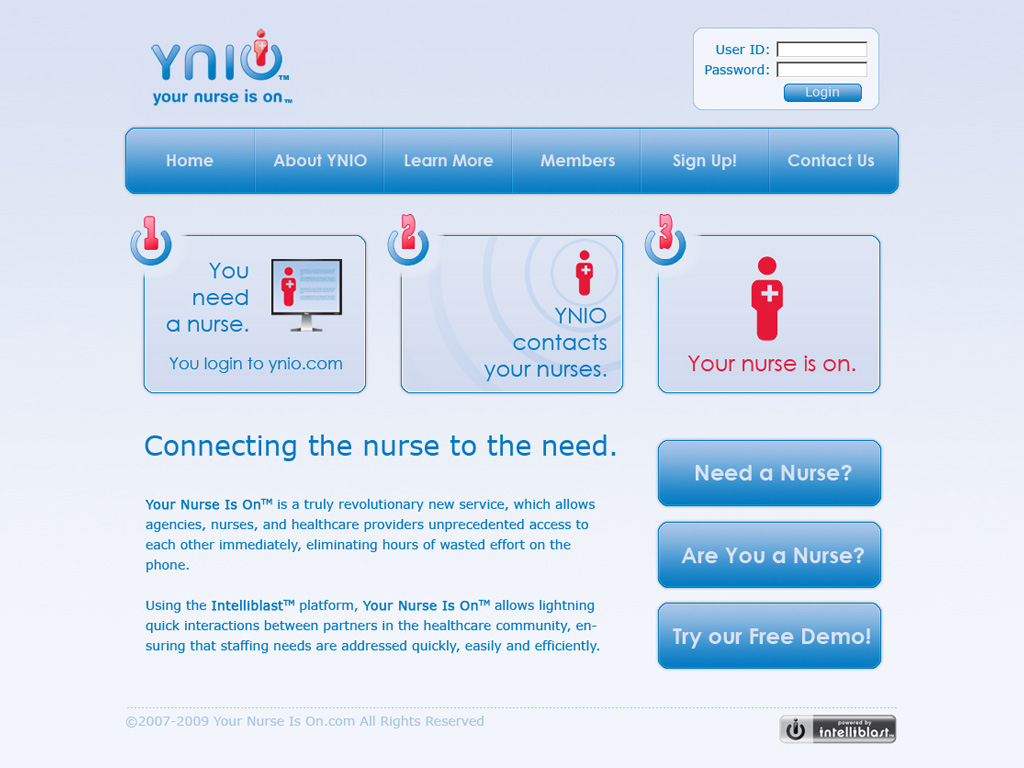 YNIO™
your nurse is on™
User ID:
Password:
Login
Home
About YNIO
Learn More
Members
Sign Up!
Contact Us
1
You
need
a nurse.
You login to ynio.com
2
YNIO
contacts
your nurses.
3
Your nurse is on.
Connecting the nurse to the need.
Your Nurse Is On™ is a truly revolutionary new service, which allows
agencies, nurses, and healthcare providers unprecedented access to
each other immediately, eliminating hours of wasted effort on the
phone.
Using the Intelliblast™ platform, Your Nurse Is On™ allows lightning
quick interactions between partners in the healthcare community, en-
suring that staffing needs are addressed quickly, easily and efficiently.
Need a Nurse?
Are You a Nurse?
Try our Free Demo!
©2007-2009 Your Nurse Is On.com All Rights Reserved
powered by
intelliblast™